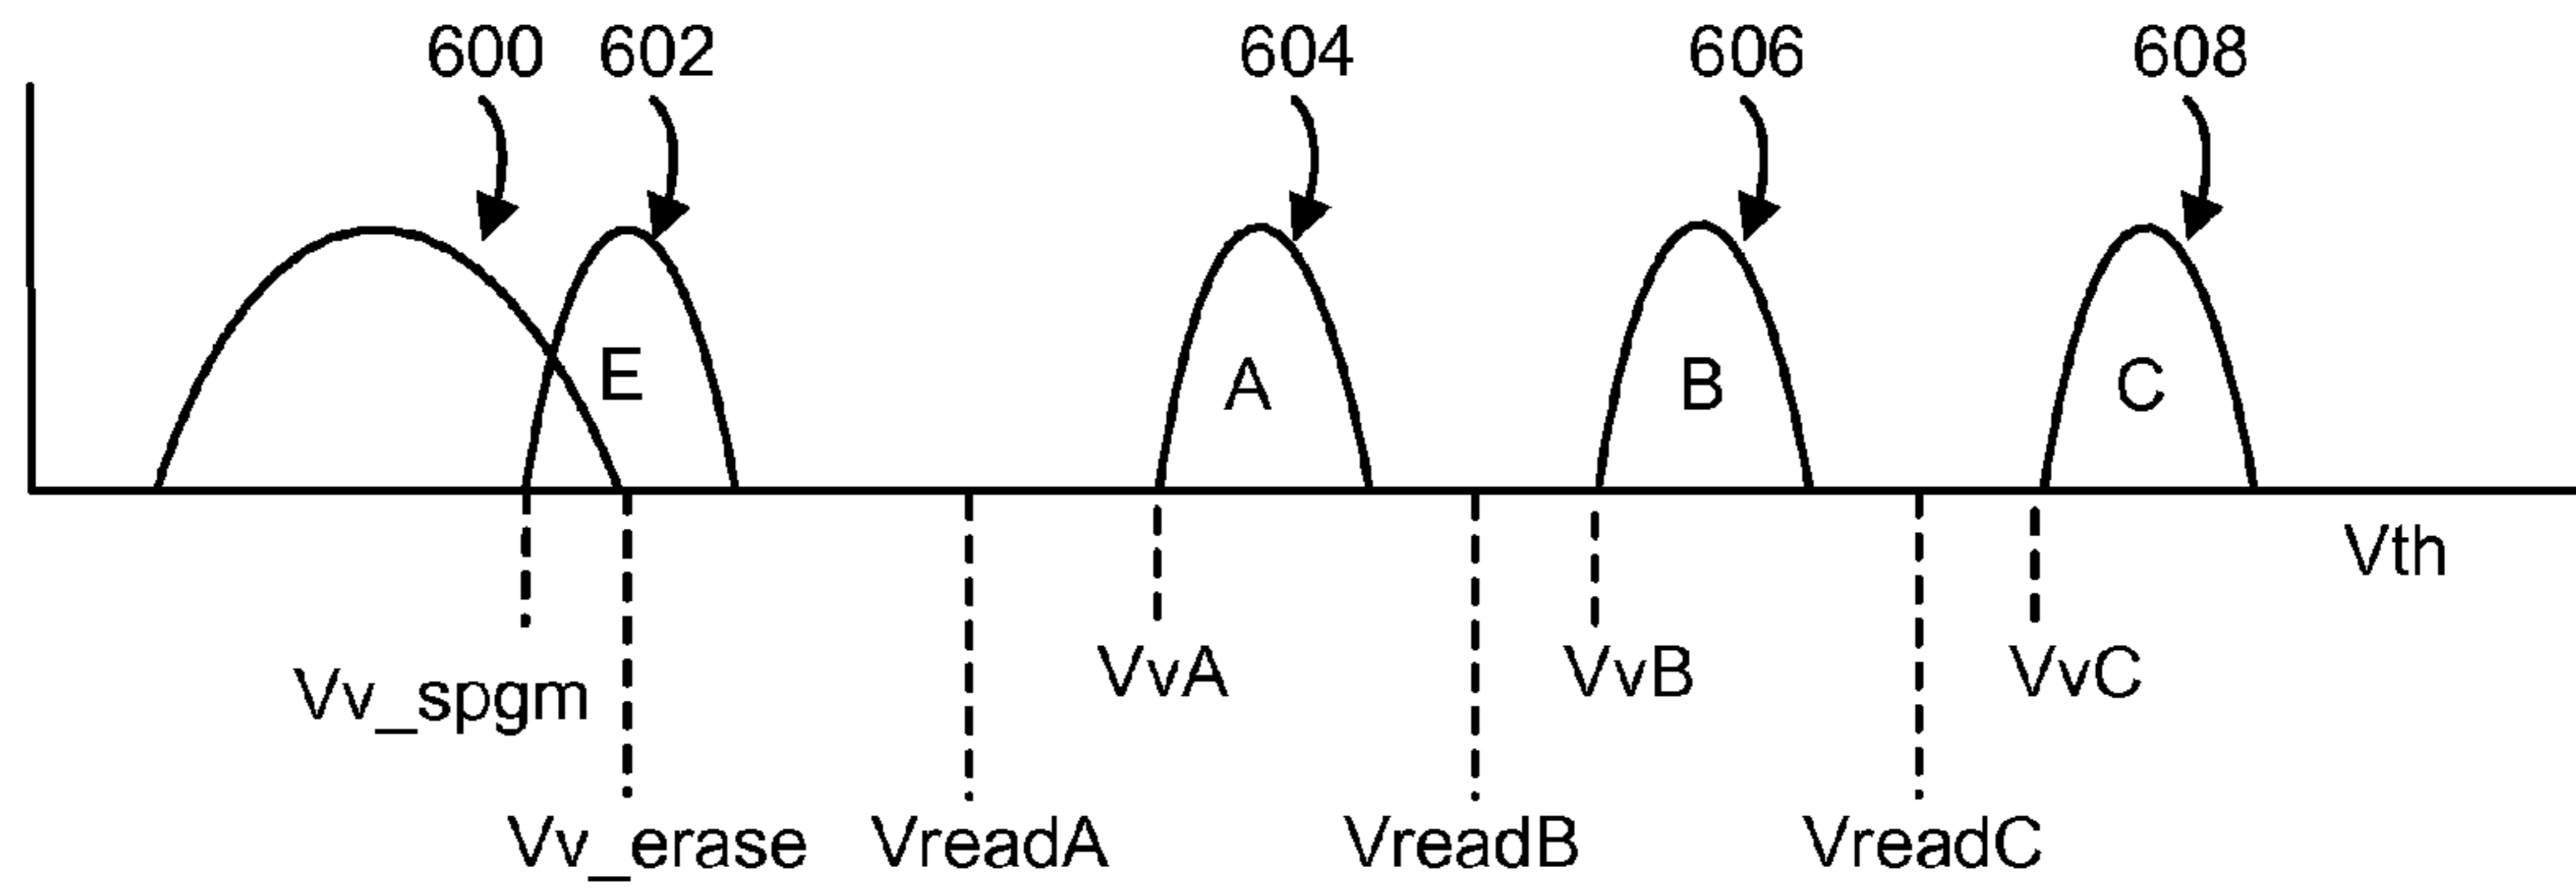 600 602 604 606 608
E A B C
Vth
Vv_spgm VvA VvB VvC
Vv_erase VreadA VreadB VreadC